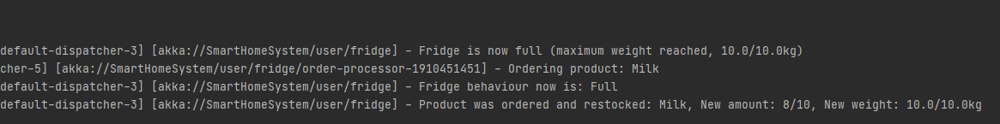 default-dispatcher-3] [akka://SmartHomeSystem/user/fridge] - Fridge is now full (maximum weight reached, 10.0/10.0kg)
cher-5] [akka://SmartHomeSystem/user/fridge/order-processor-1910451451] - Ordering product: Milk
default-dispatcher-3] [akka://SmartHomeSystem/user/fridge] - Fridge behaviour now is: Full
default-dispatcher-3] [akka://SmartHomeSystem/user/fridge] - Product was ordered and restocked: Milk, New amount: 8/10, New weight: 10.0/10.0kg